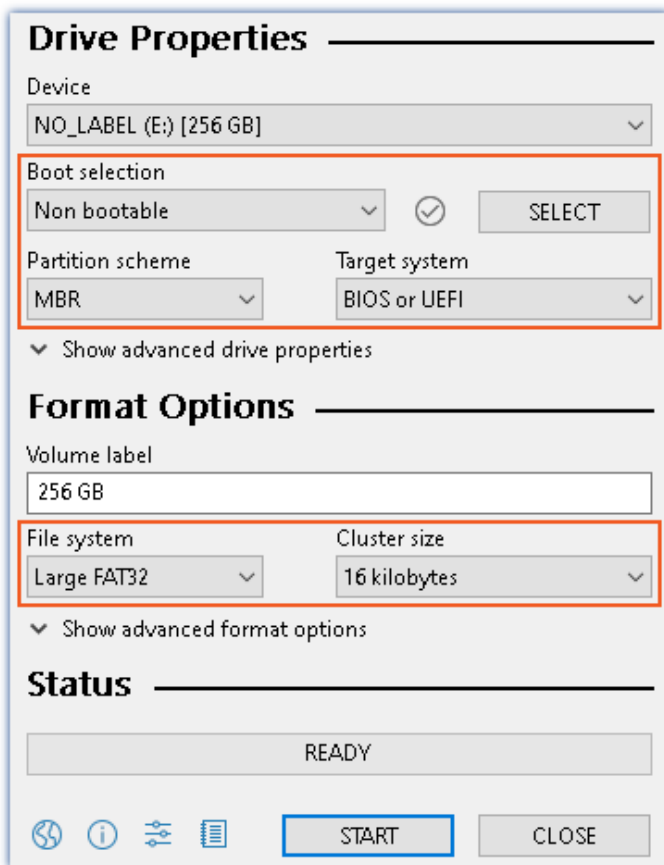 Drive Properties
Device
NO_LABEL (E:) [256 GB]
Boot selection
Non bootable
SELECT
Partition scheme
Target system
MBR
BIOS or UEFI
Show advanced drive properties
Format Options
Volume label
256 GB
File system
Cluster size
Large FAT32
16 kilobytes
Show advanced format options
Status
READY
START
CLOSE